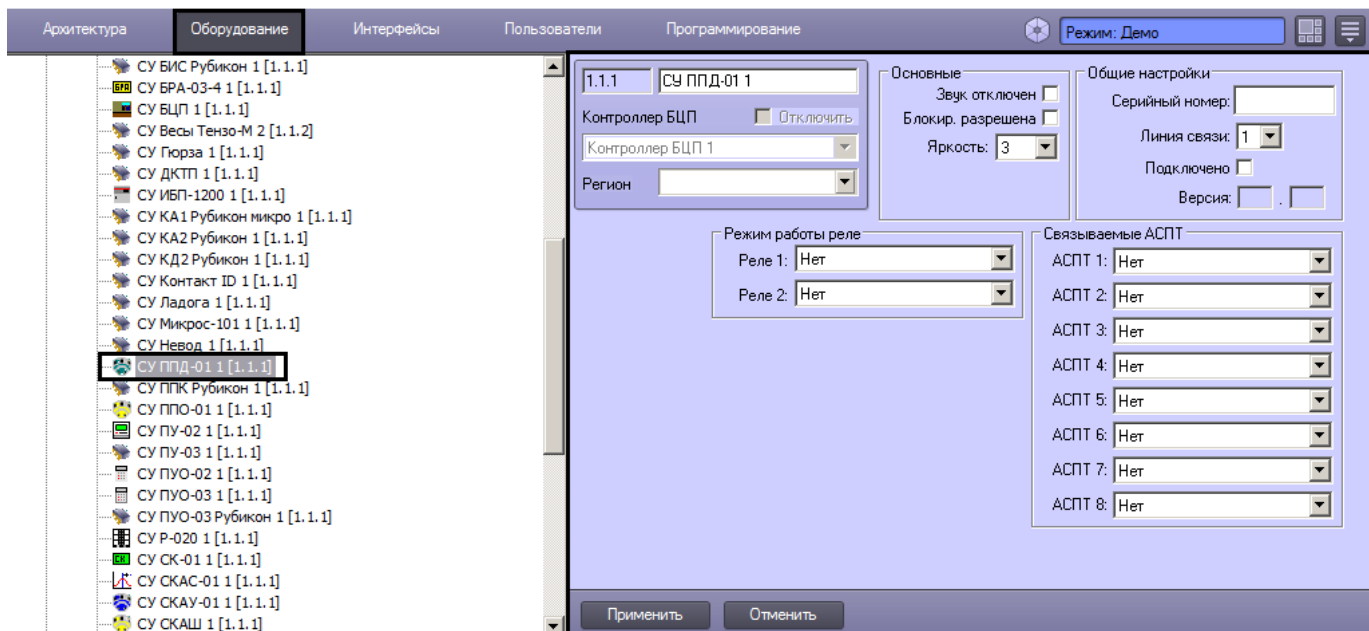 Архитектура Оборудование Интерфейсы Пользователи Программирование Режим: Демо
СУ БИС Рубикон 1 [1.1.1]
СУ БРА-03-4 1 [1.1.1]
СУ БЦП 1 [1.1.1]
СУ Весы Тензо-М 2 [1.1.2]
СУ Гюрза 1 [1.1.1]
СУ ДКТП 1 [1.1.1]
СУ ИБП-1200 1 [1.1.1]
СУ КА1 Рубикон микро 1 [1.1.1]
СУ КА2 Рубикон 1 [1.1.1]
СУ КД2 Рубикон 1 [1.1.1]
СУ Контакт ID 1 [1.1.1]
СУ Ладога 1 [1.1.1]
СУ Микрос-101 1 [1.1.1]
СУ Невод 1 [1.1.1]
СУ ППД-01 1 [1.1.1]
СУ ППК Рубикон 1 [1.1.1]
СУ ППО-01 1 [1.1.1]
СУ ПУ-02 1 [1.1.1]
СУ ПУ-03 1 [1.1.1]
СУ ПУО-02 1 [1.1.1]
СУ ПУО-03 1 [1.1.1]
СУ ПУО-03 Рубикон 1 [1.1.1]
СУ Р-020 1 [1.1.1]
СУ СК-01 1 [1.1.1]
СУ СКАС-01 1 [1.1.1]
СУ СКАУ-01 1 [1.1.1]
СУ СКАШ 1 [1.1.1]
1.1.1 СУ ППД-01 1
Контроллер БЦП Отключить
Контроллер БЦП 1
Регион
Основные
Звук отключен
Блокир. разрешена
Яркость: 3
Общие настройки
Серийный номер:
Линия связи: 1
Подключено
Версия: .
Режим работы реле
Реле 1: Нет
Реле 2: Нет
Связываемые АСПТ
АСПТ 1: Нет
АСПТ 2: Нет
АСПТ 3: Нет
АСПТ 4: Нет
АСПТ 5: Нет
АСПТ 6: Нет
АСПТ 7: Нет
АСПТ 8: Нет
Применить Отменить